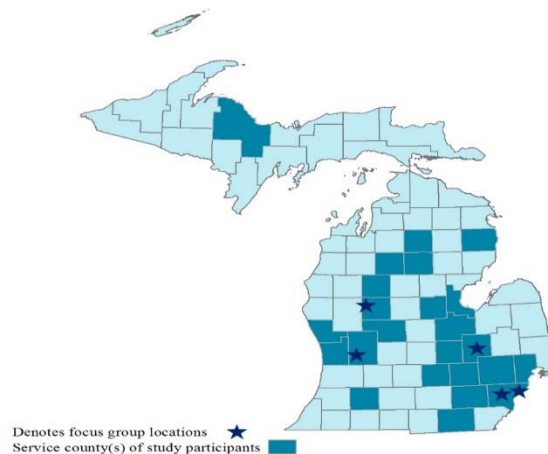 Denotes focus group locations
Service county(s) of study participants